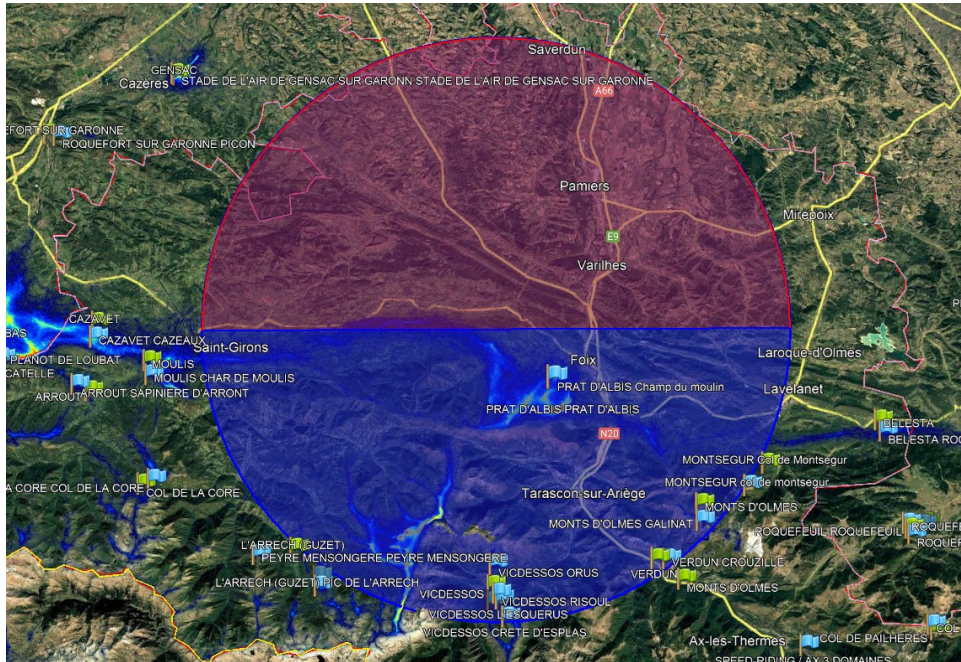 Saverdun
GENSAC
Cazères
STADE DE L'AIR DE GENSAC SUR GARONN STADE DE L'AIR DE GENSAC SUR GARONNE
A66
EFORT SUR GARONNE
ROQUEFORT SUR GARONNE PICON
Pamiers
Mirepoix
E9
Varilhes
CAZAVET
BAS
CAZAVET CAZEAUX
Saint-Girons
PLANOT DE LOUBAT
MOULIS
Foix
Laroque-d'Olmes
CATELLE
MOULIS CHAR DE MOULIS
PRAT D'ALBIS Champ du moulin
Lavelanet
ARROUT
ARROUT SAPINIERE D'ARRONT
PRAT D'ALBIS PRAT D'ALBIS
BELESTA
N20
BELESTA ROC
MONTSEGUR Col de Montsegur
A CORE COL DE LA CORE
COL DE LA CORE
MONTSEGUR col de montsegur
Tarascon-sur-Ariège
MONTS D'OLMES
MONTS D'OLMES GALINAT
ROQUEFEUIL ROQUEFEUIL
ROQUEFE
ROQUEF
L'ARRECH (GUZET)
PEYRE MENSONGERE PEYRE MENSONGERE
VERDUN CROUZILLE
VICDESSOS ORUS
VERDUN
L'ARRECH (GUZET) PIC DE L'ARRECH
MONTS D'OLMES
VICDESSOS
VICDESSOS RISOUL
VICDESSOS L'ESQUERUS
VICDESSOS CRETE D'ESPLAS
Ax-les-Thermes
COL DE PAILHERES
COL
SPEED-RIDING / AX 3 DOMAINES